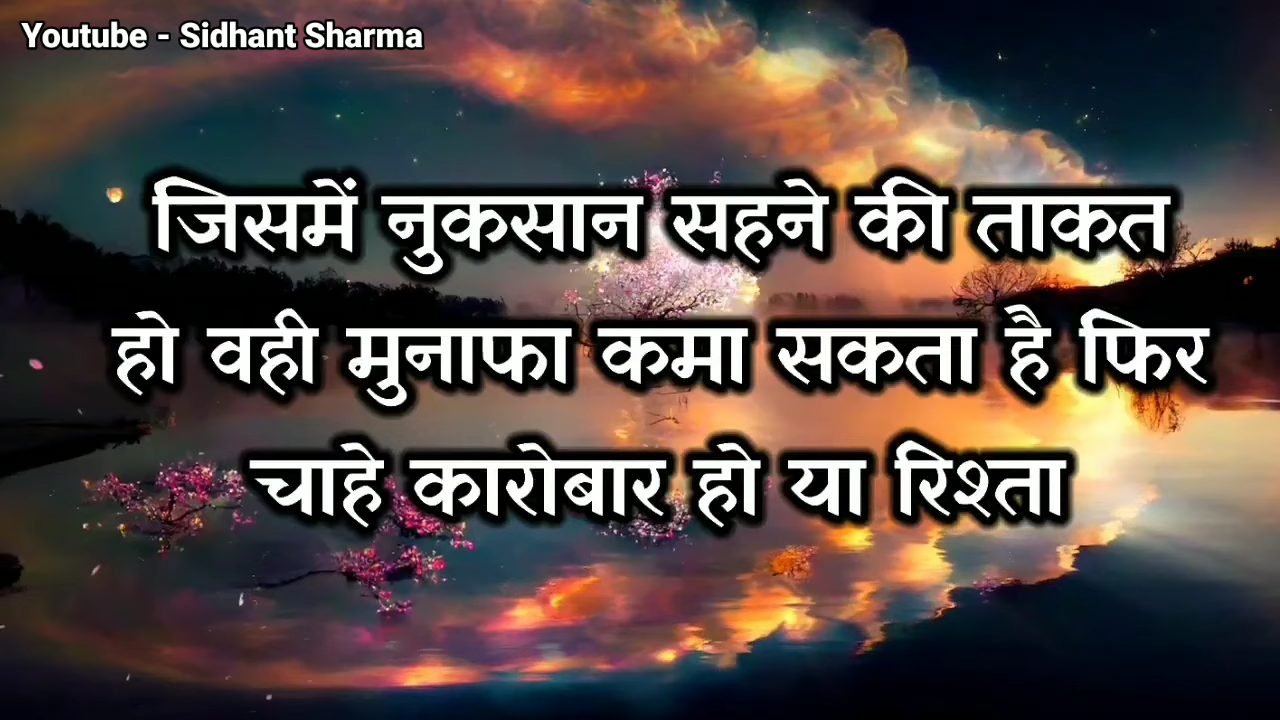 Youtube - Sidhant Sharma
जिसमें नुकसान सहने की ताकत
हो वही मुनाफा कमा सकता है फिर
चाहे कारोबार हो या रिश्ता